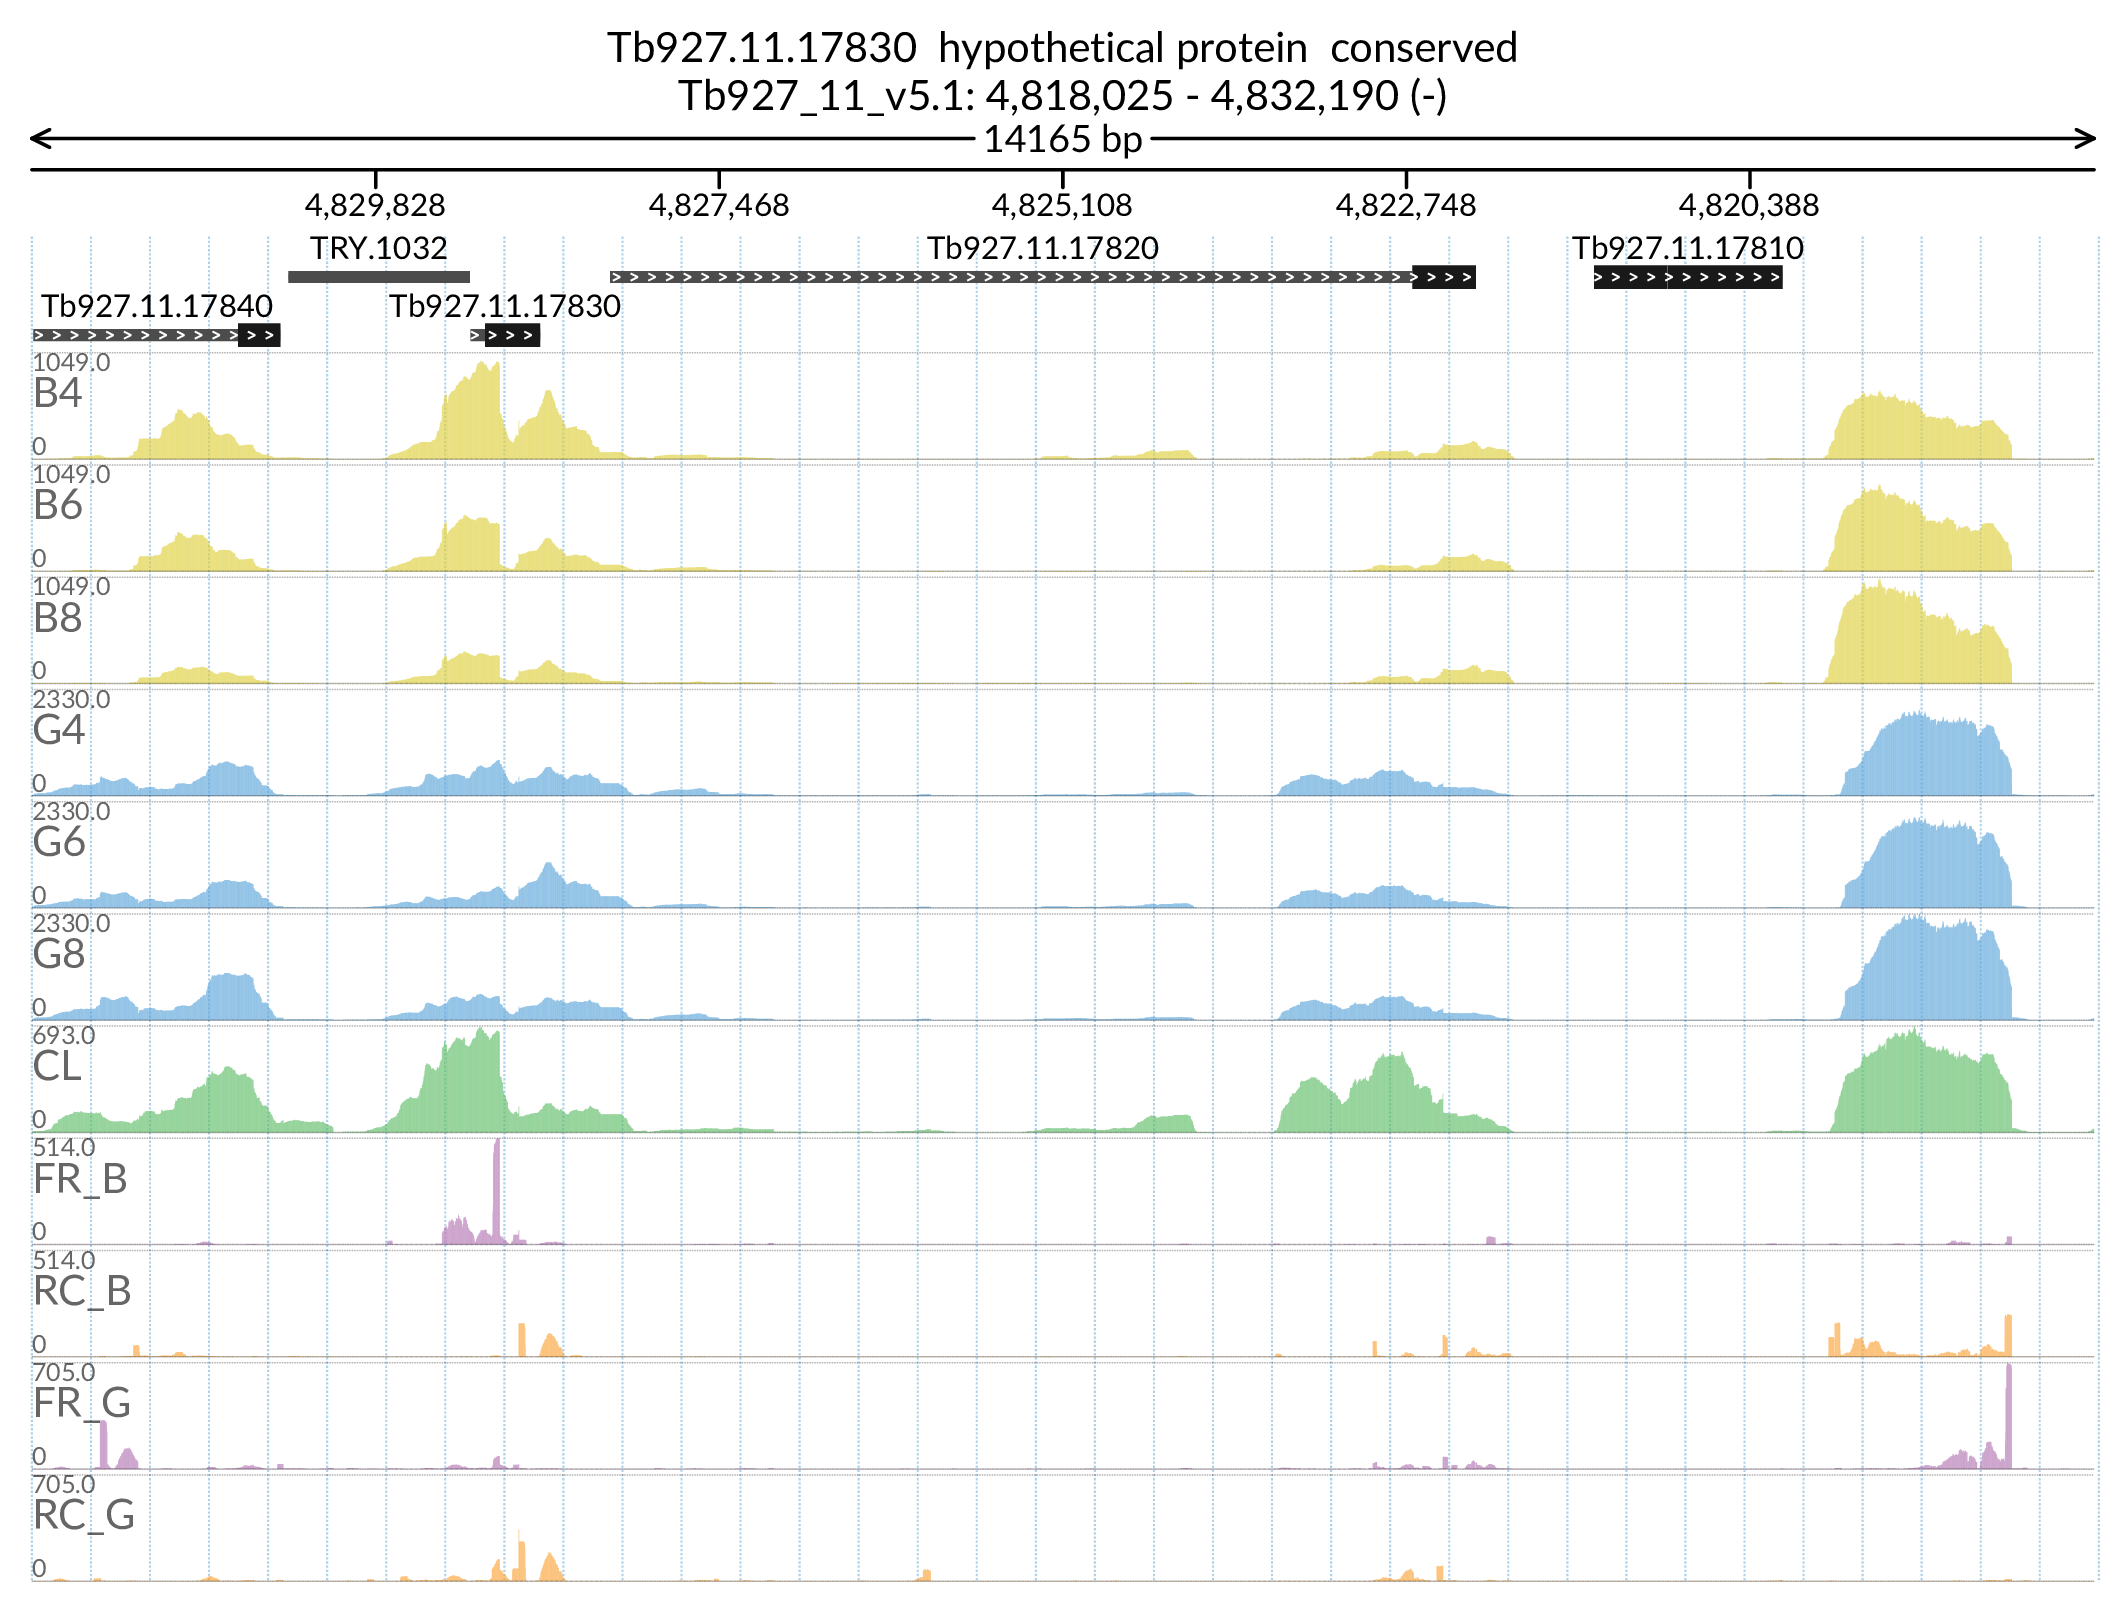 Tb927.11.17830  hypothetical protein  conserved
Tb927_11_v5.1: 4,818,025 - 4,832,190 (-)
14165 bp
4,829,828 4,827,468 4,825,108 4,822,748 4,820,388
TRY.1032 Tb927.11.17820 Tb927.11.17810
Tb927.11.17840 Tb927.11.17830
1049.0
B4
0
1049.0
B6
0
1049.0
B8
0
2330.0
G4
0
2330.0
G6
0
2330.0
G8
0
693.0
CL
0
514.0
FR_B
0
514.0
RC_B
0
705.0
FR_G
0
705.0
RC_G
0